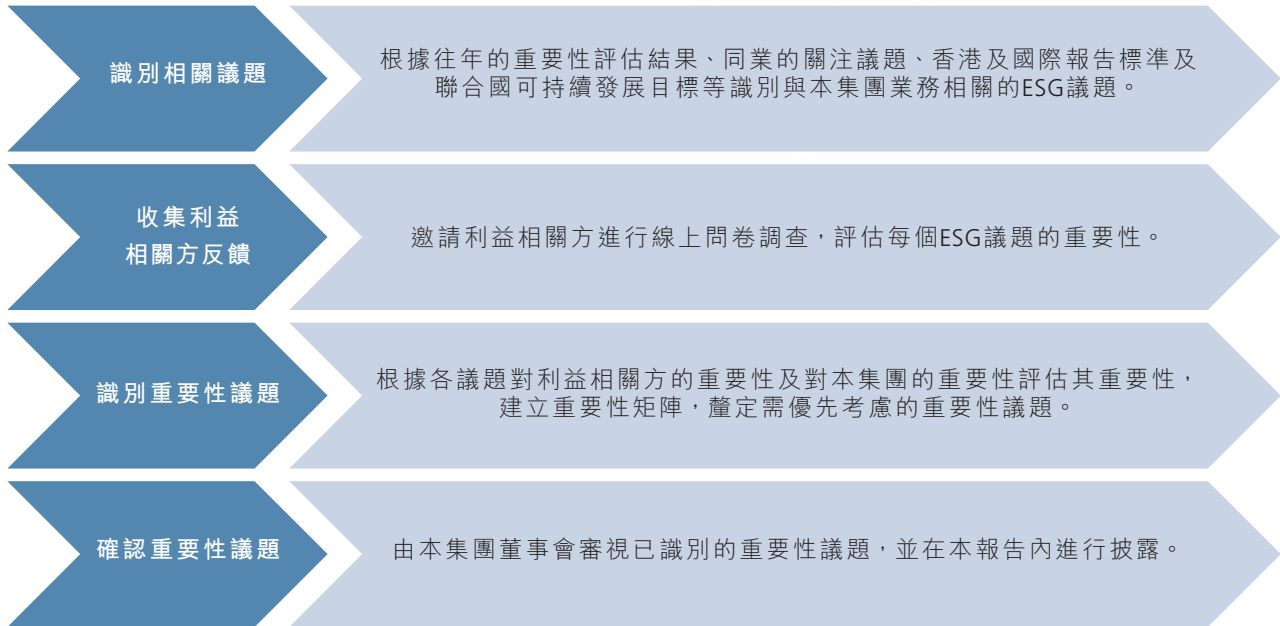 識別相關議題
根據往年的重要性評估結果、同業的關注議題、香港及國際報告標準及
聯合國可持續發展目標等識別與本集團業務相關的ESG議題。
收集利益
相關方反饋
邀請利益相關方進行線上問卷調查，評估每個ESG議題的重要性。
識別重要性議題
根據各議題對利益相關方的重要性及對本集團的重要性評估其重要性，
建立重要性矩陣，釐定需優先考慮的重要性議題。
確認重要性議題
由本集團董事會審視已識別的重要性議題，並在本報告內進行披露。